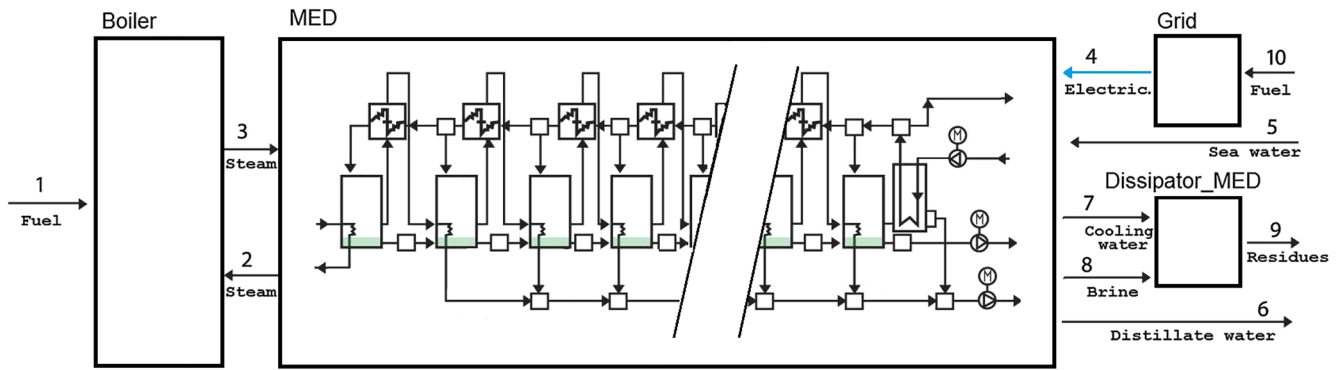 Boiler
MED
Grid
4
10
Electric.
Fuel
3
5
Steam
Sea water
M
1
Dissipator_MED
Fuel
7
Cooling
water
9
Residues
M
2
8
Steam
Brine
M
6
Distillate water